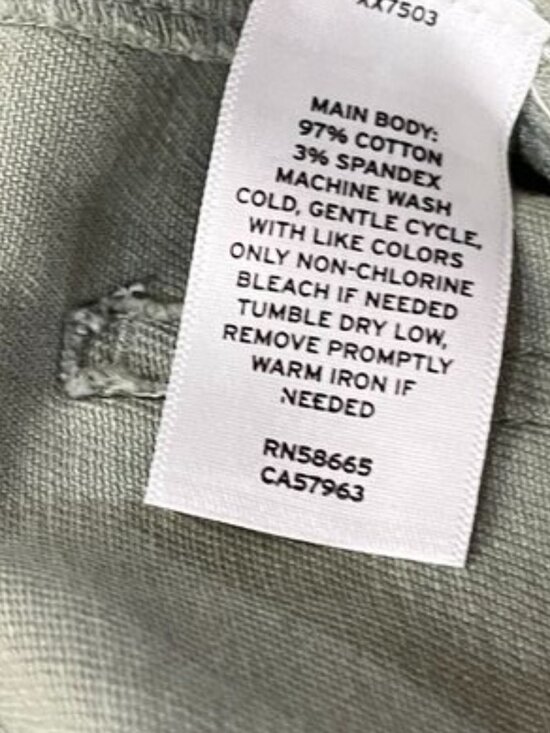 XX7503
MAIN BODY:
97% COTTON
3% SPANDEX
MACHINE WASH
COLD, GENTLE CYCLE,
WITH LIKE COLORS
ONLY NON-CHLORINE
BLEACH IF NEEDED
TUMBLE DRY LOW,
REMOVE PROMPTLY
WARM IRON IF
NEEDED
RN58665
CA57963